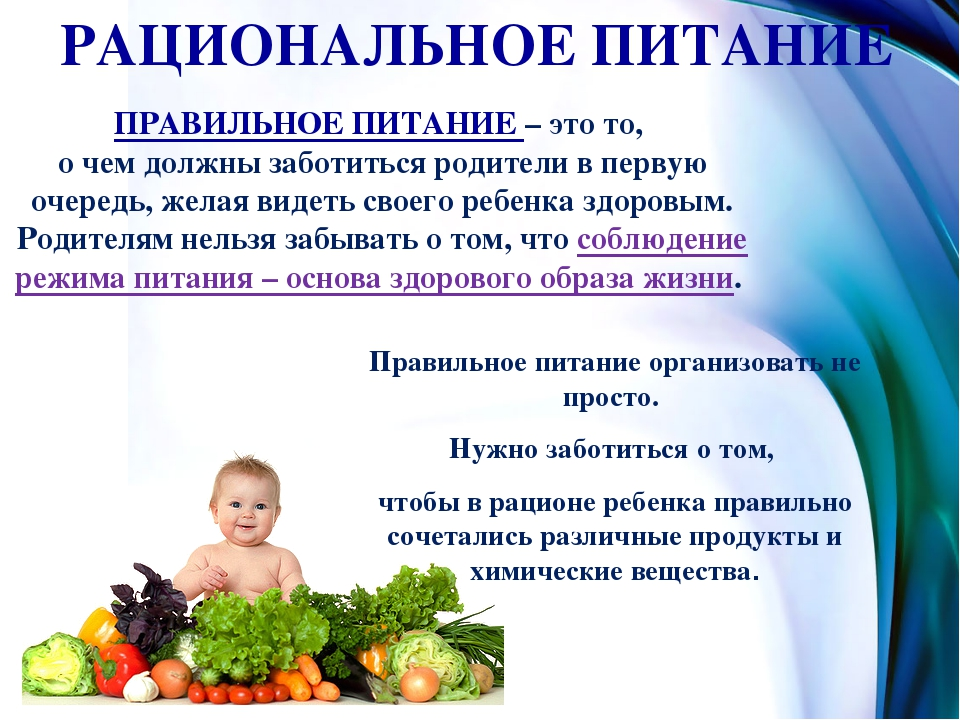 РАЦИОНАЛЬНОЕ ПИТАНИЕ
ПРАВИЛЬНОЕ ПИТАНИЕ – это то,
о чем должны заботиться родители в первую
очередь, желая видеть своего ребенка здоровым.
Родителям нельзя забывать о том, что соблюдение
режима питания – основа здорового образа жизни.
Правильное питание организовать не
просто.
Нужно заботиться о том,
чтобы в рационе ребенка правильно
сочетались различные продукты и
химические вещества.